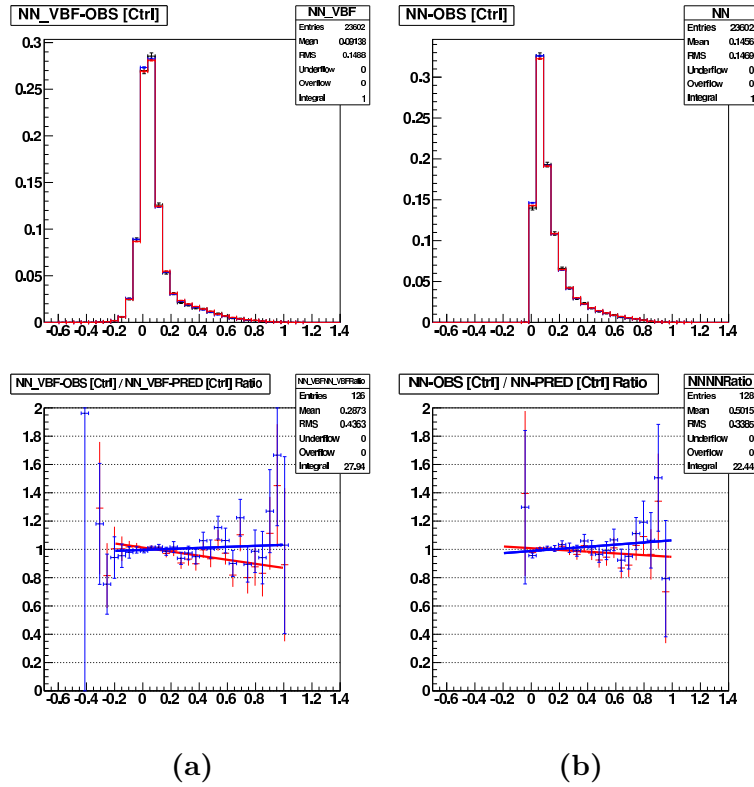 NN_VBF-OBS [Ctrl]
NN_VBF
Entries 23602
Mean 0.09138
RMS 0.1488
Underflow 0
Overflow 0
Integral 1
0.3
0.25
0.2
0.15
0.1
0.05
0
-0.6 -0.4 -0.2 0 0.2 0.4 0.6 0.8 1 1.2 1.4
NN-OBS [Ctrl]
NN
Entries 23602
Mean 0.1456
RMS 0.1469
Underflow 0
Overflow 0
Integral 1
0.3
0.25
0.2
0.15
0.1
0.05
0
-0.6 -0.4 -0.2 0 0.2 0.4 0.6 0.8 1 1.2 1.4
NN_VBF-OBS [Ctrl] / NN_VBF-PRED [Ctrl] Ratio
NN_VBFNN_VBFRatio
Entries 126
Mean 0.2873
RMS 0.4363
Underflow 0
Overflow 0
Integral 27.94
2
1.8
1.6
1.4
1.2
1
0.8
0.6
0.4
0.2
0
-0.6 -0.4 -0.2 0 0.2 0.4 0.6 0.8 1 1.2 1.4
NN-OBS [Ctrl] / NN-PRED [Ctrl] Ratio
NNNNRatio
Entries 128
Mean 0.5015
RMS 0.3385
Underflow 0
Overflow 0
Integral 22.44
2
1.8
1.6
1.4
1.2
1
0.8
0.6
0.4
0.2
0
-0.6 -0.4 -0.2 0 0.2 0.4 0.6 0.8 1 1.2 1.4
(a)
(b)